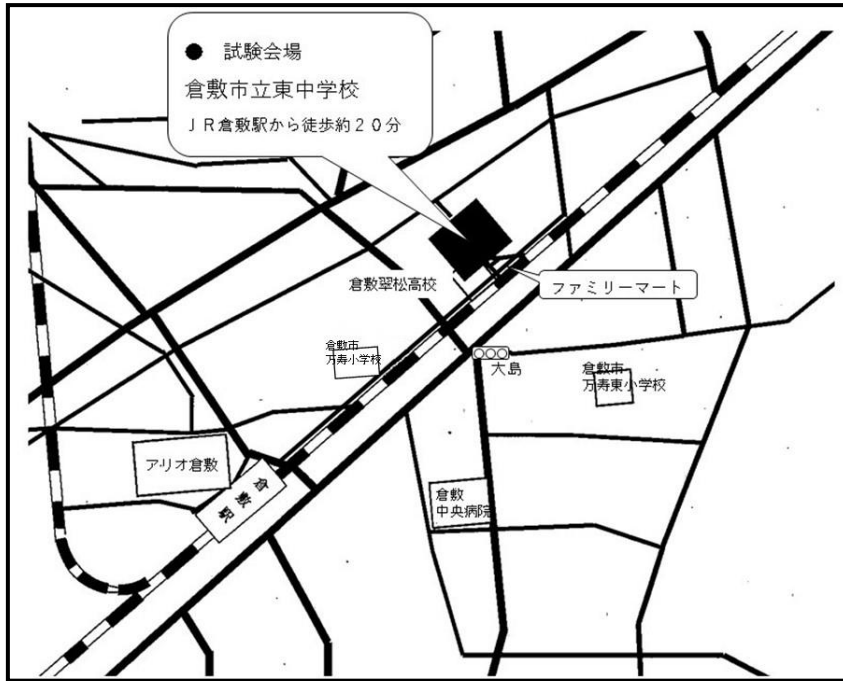 ● 試験会場
倉敷市立東中学校
ＪＲ倉敷駅から徒歩約２０分
倉敷翠松高校
ファミリーマート
倉敷市
万寿小学校
大島
倉敷市
万寿東小学校
アリオ倉敷
倉敷駅
倉敷
中央病院